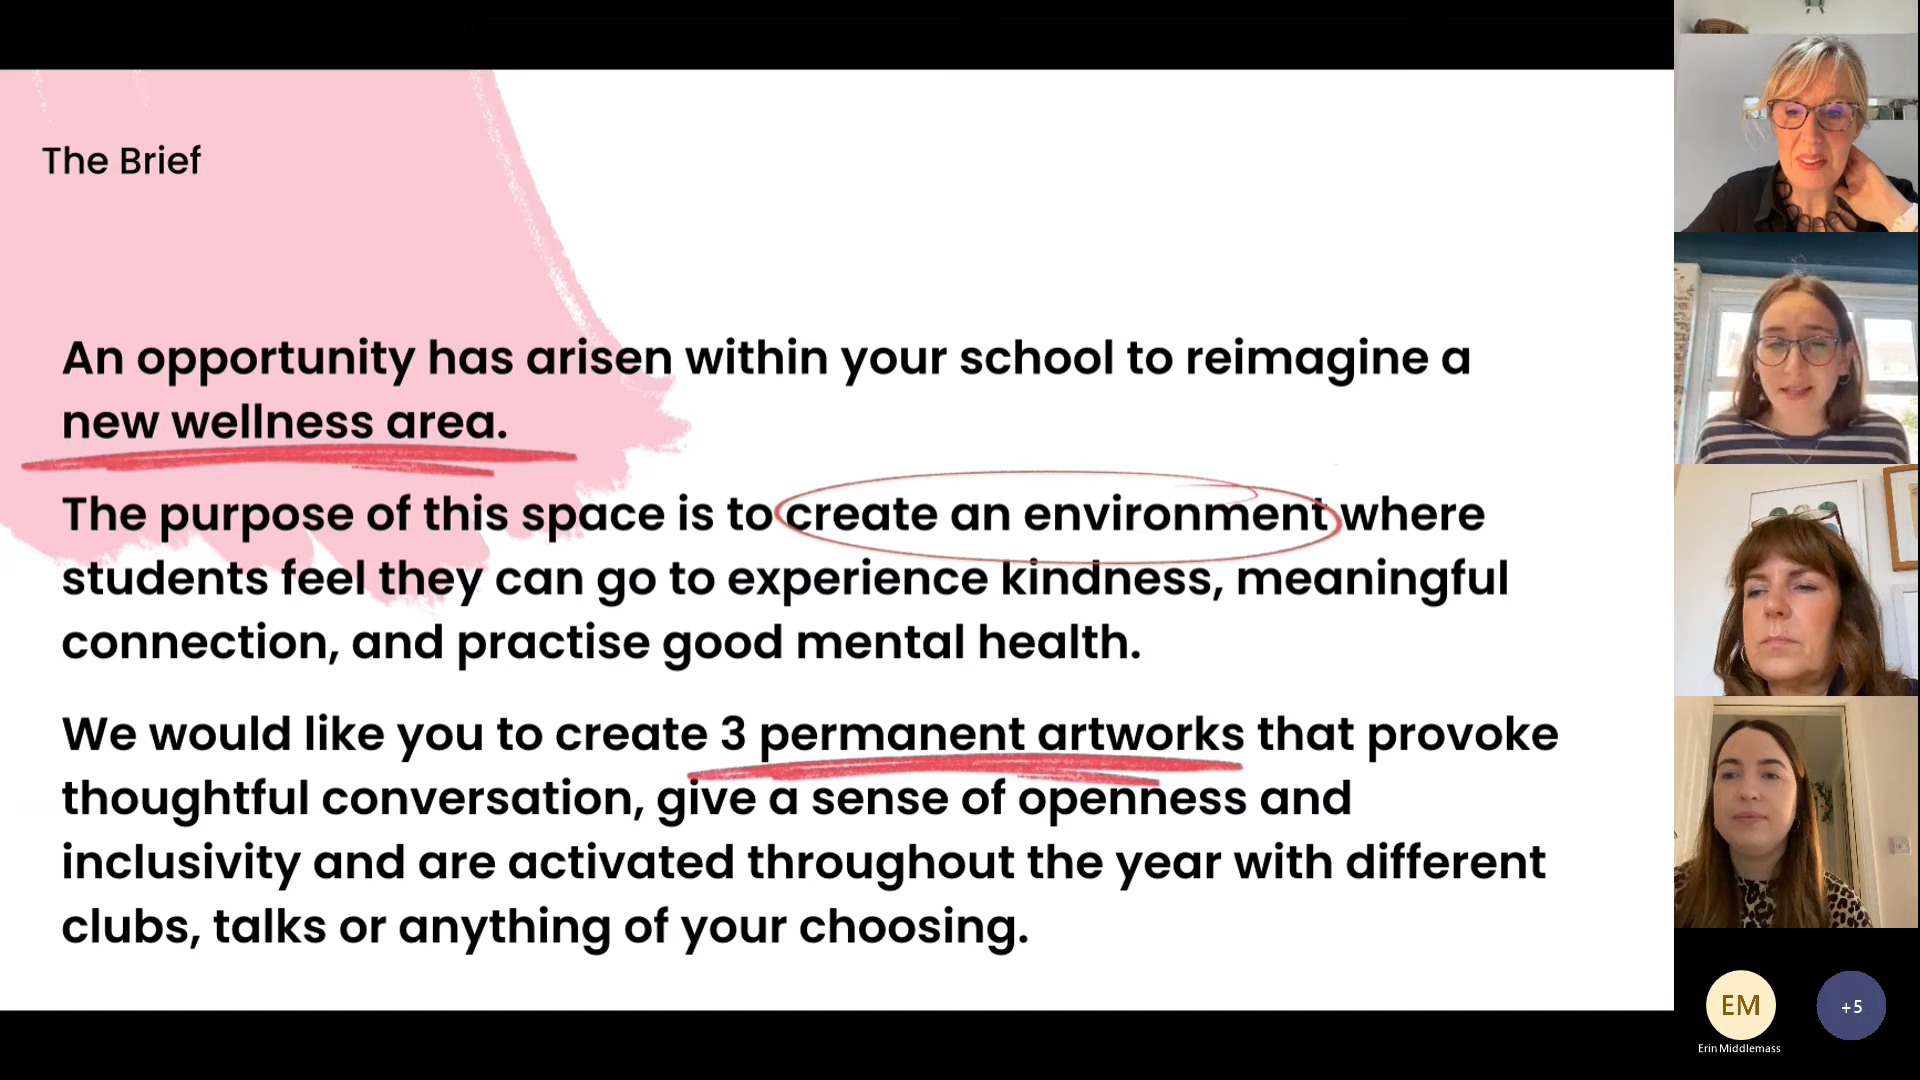 The Brief
An opportunity has arisen within your school to reimagine a
new wellness area.
The purpose of this space is to create an environment where
students feel they can go to experience kindness, meaningful
connection, and practise good mental health.
We would like you to create 3 permanent artworks that provoke
thoughtful conversation, give a sense of openness and
inclusivity and are activated throughout the year with different
clubs, talks or anything of your choosing.
EM
+5
Erin Middlemass